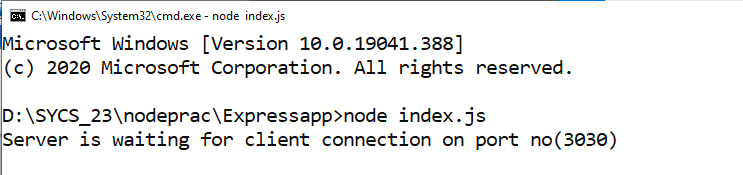 C:\Windows\System32\cmd.exe - node  index.js
Microsoft Windows [Version 10.0.19041.388]
(c) 2020 Microsoft Corporation. All rights reserved.
D:\SYCS_23\nodeprac\Expressapp>node index.js
Server is waiting for client connection on port no(3030)